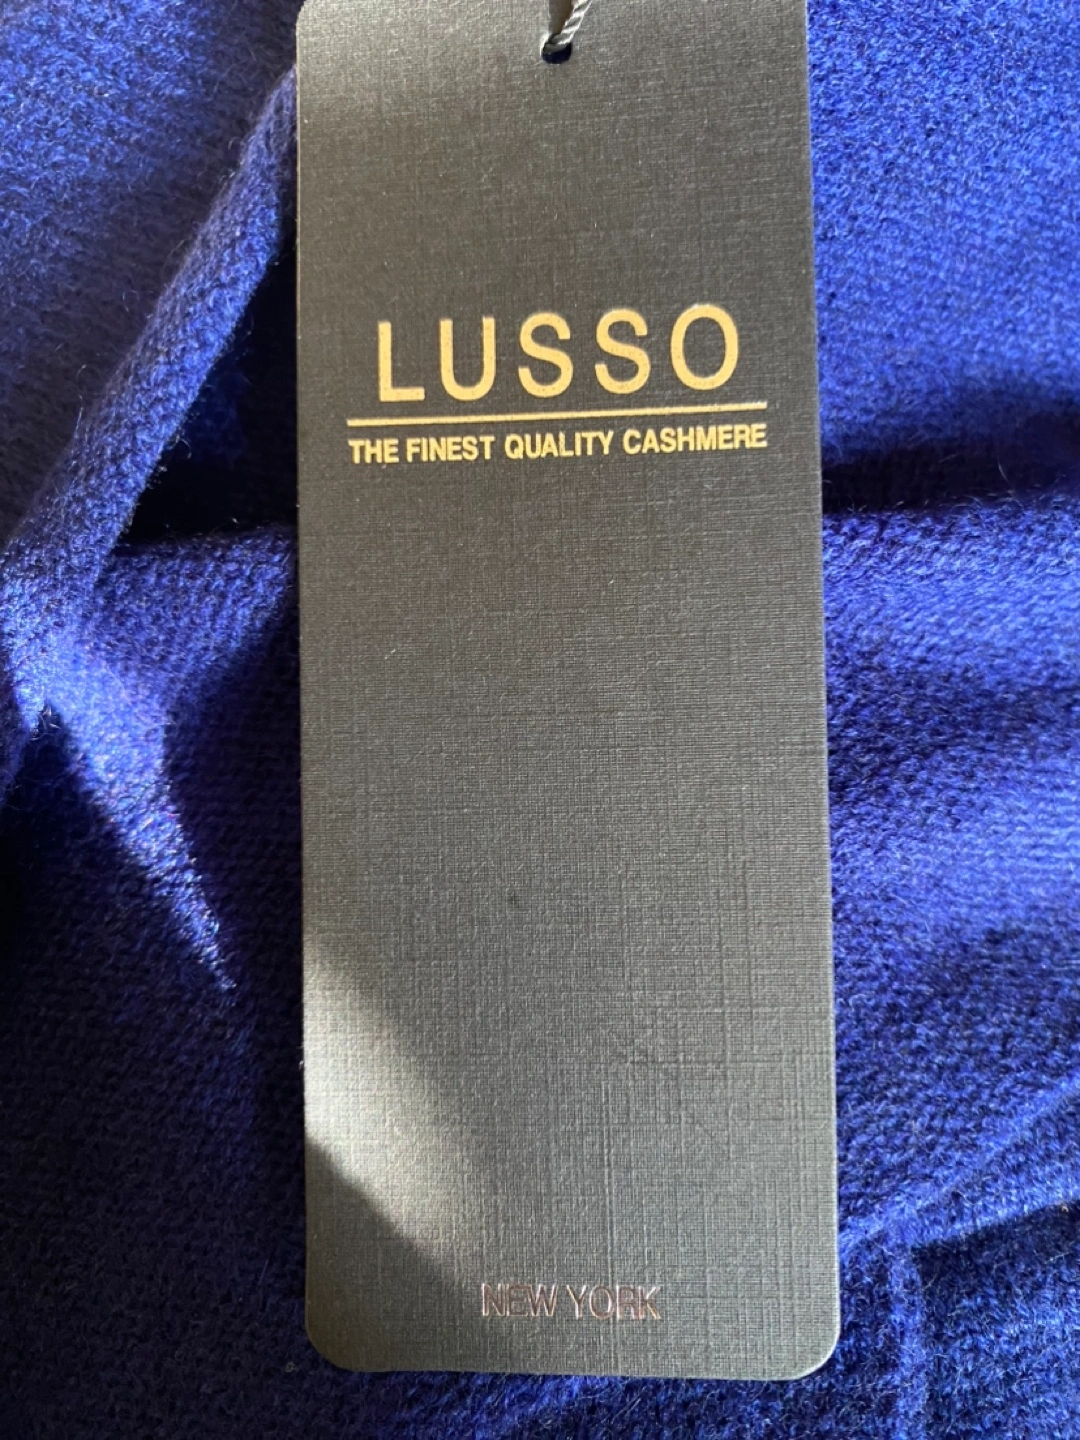 LUSSO
THE FINEST QUALITY CASHMERE
NEW YORK